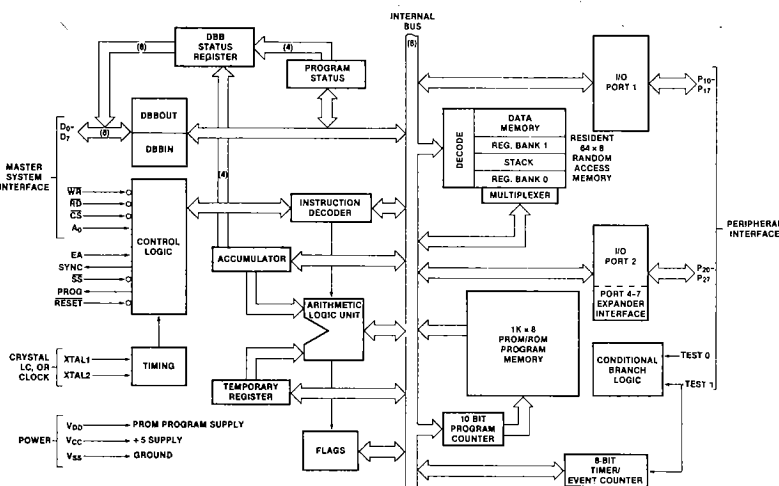 INTERNAL
BUS
(8)
DBB
STATUS
REGISTER
(8)
(4)
PROGRAM
STATUS
I/O
PORT 1
P10-
P17
DBBOUT
DBBIN
D0-
D7
(8)
DECODE
DATA
MEMORY
REG. BANK 1
STACK
REG. BANK 0
MULTIPLEXER
RESIDENT
64 x 8
RANDOM
ACCESS
MEMORY
MASTER
SYSTEM
INTERFACE
WR
RD
CS
A0
EA
SYNC
SS
PROG
RESET
CONTROL
LOGIC
(4)
INSTRUCTION
DECODER
ACCUMULATOR
ARITHMETIC
LOGIC UNIT
I/O
PORT 2
PORT 4-7
EXPANDER
INTERFACE
P20-
P27
PERIPHERAL
INTERFACE
1K x 8
PROM/ROM
PROGRAM
MEMORY
CONDITIONAL
BRANCH
LOGIC
TEST 0
TEST 1
CRYSTAL
LC, OR
CLOCK
XTAL1
XTAL2
TIMING
TEMPORARY
REGISTER
10 BIT
PROGRAM
COUNTER
POWER
VDD
PROM PROGRAM SUPPLY
VCC
+5 SUPPLY
VSS
GROUND
FLAGS
8-BIT
TIMER/
EVENT COUNTER